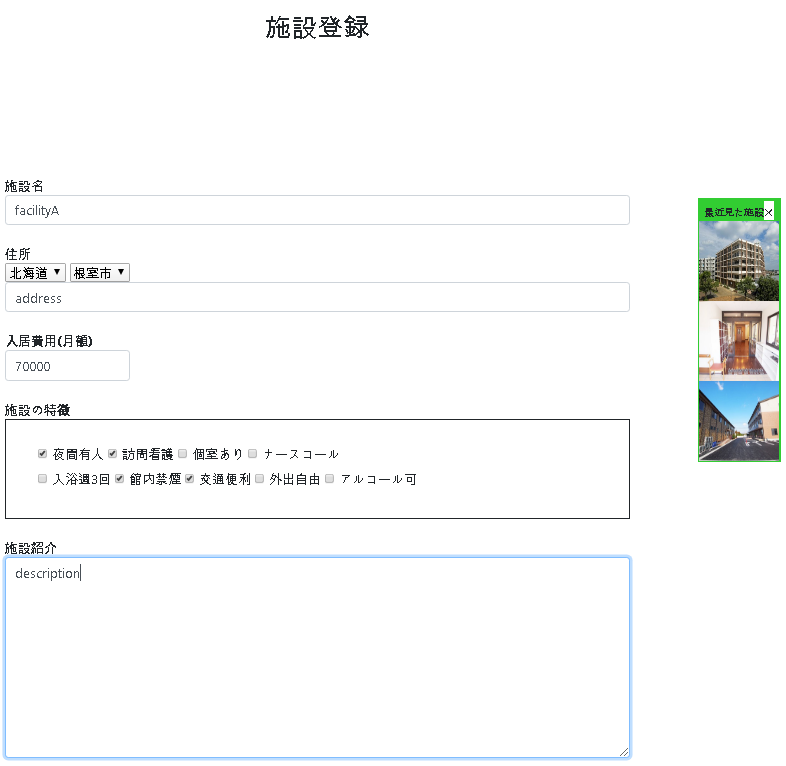 施設登録
施設名
facilityA
最近見た施設×
住所
北海道 根室市
address
入居費用(月額)
70000
施設の特徴
夜間有人 訪問看護 個室あり ナースコール
入浴週3回 館内禁煙 交通便利 外出自由 アルコール可
施設紹介
description